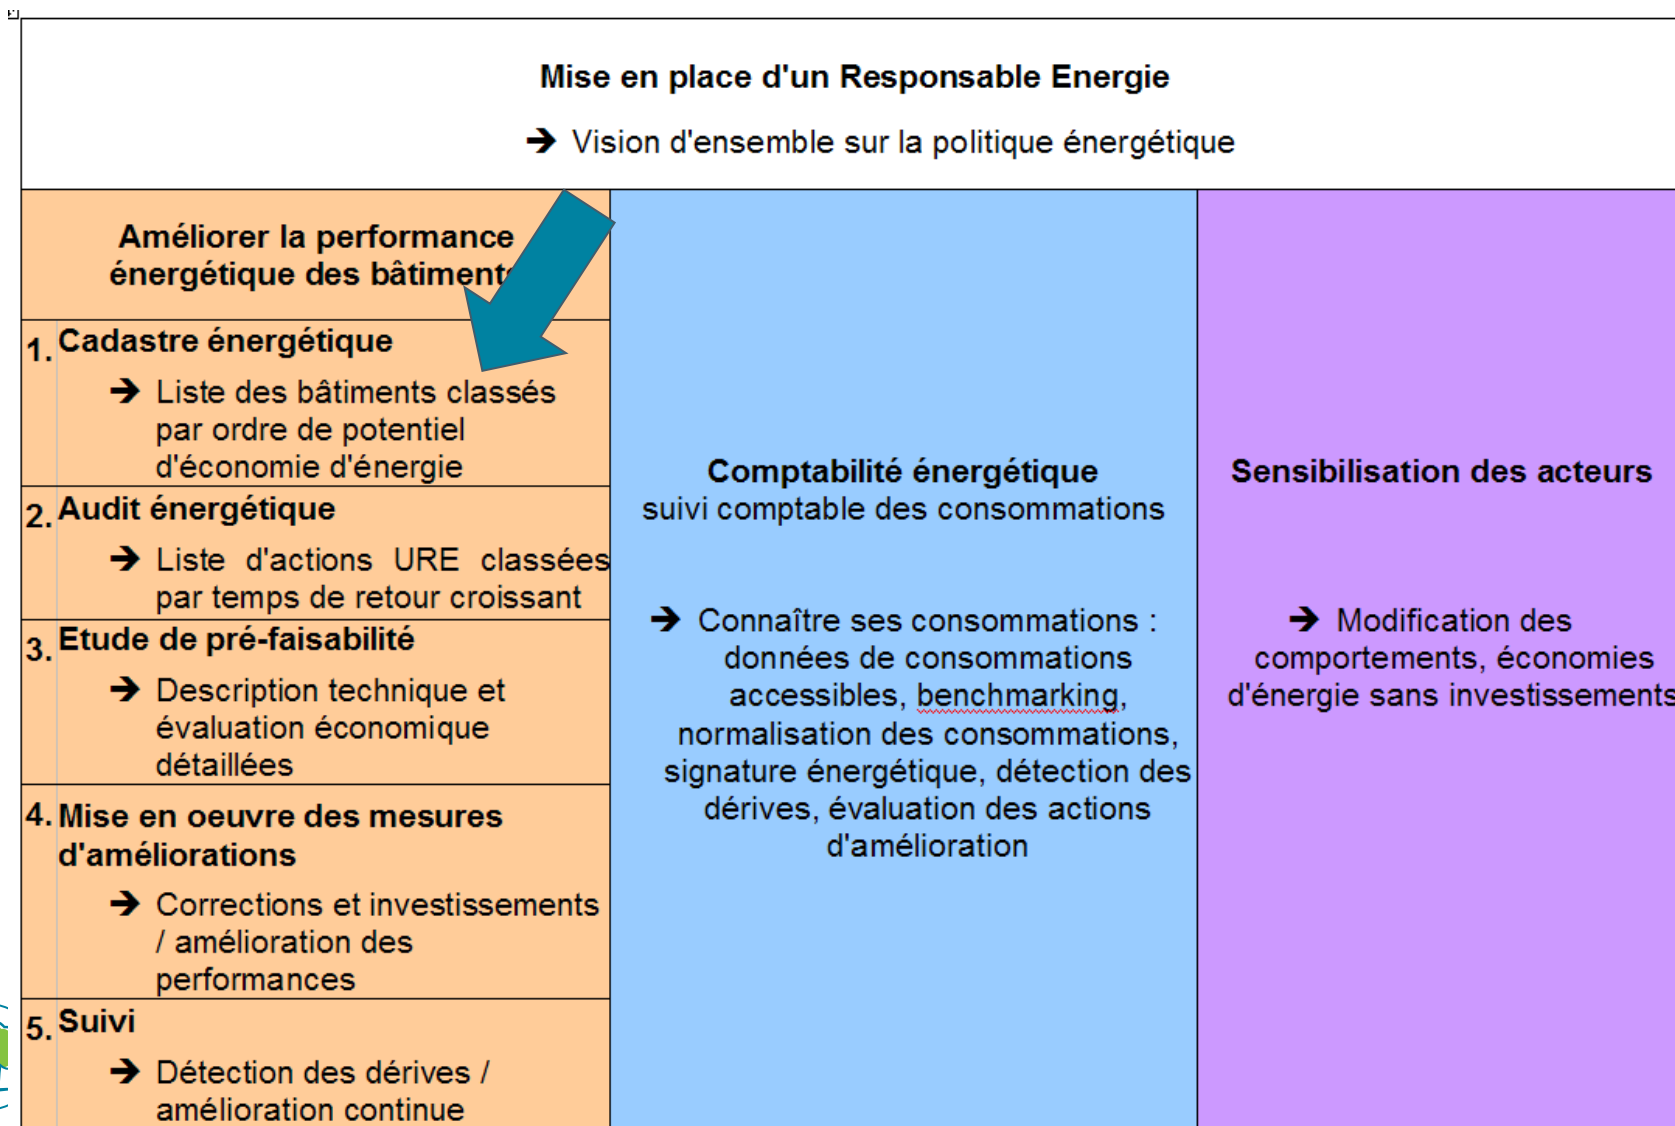 Mise en place d'un Responsable Energie
➔ Vision d'ensemble sur la politique énergétique
Améliorer la performance
énergétique des bâtiments
1. Cadastre énergétique
➔ Liste des bâtiments classés
par ordre de potentiel
d'économie d'énergie
2. Audit énergétique
➔ Liste d'actions URE classées
par temps de retour croissant
3. Etude de pré-faisabilité
➔ Description technique et
évaluation économique
détaillées
4. Mise en oeuvre des mesures
d'améliorations
➔ Corrections et investissements
/ amélioration des
performances
5. Suivi
➔ Détection des dérives /
amélioration continue
Comptabilité énergétique
suivi comptable des consommations
➔ Connaître ses consommations :
données de consommations
accessibles, benchmarking,
normalisation des consommations,
signature énergétique, détection des
dérives, évaluation des actions
d'amélioration
Sensibilisation des acteurs
➔ Modification des
comportements, économies
d'énergie sans investissements